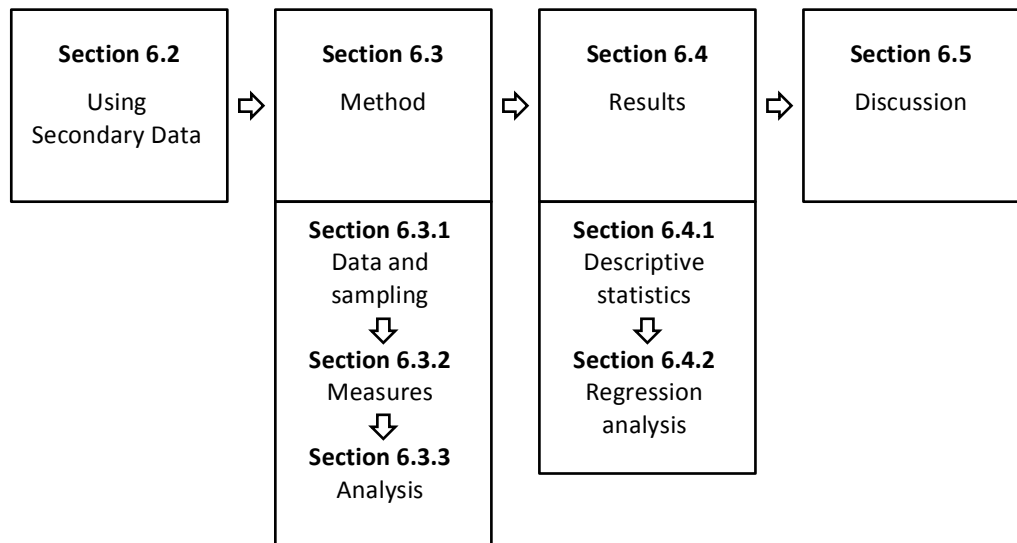 Section 6.2
Using
Secondary Data
Section 6.3
Method
Section 6.4
Results
Section 6.5
Discussion
Section 6.3.1
Data and
sampling
Section 6.3.2
Measures
Section 6.3.3
Analysis
Section 6.4.1
Descriptive
statistics
Section 6.4.2
Regression
analysis